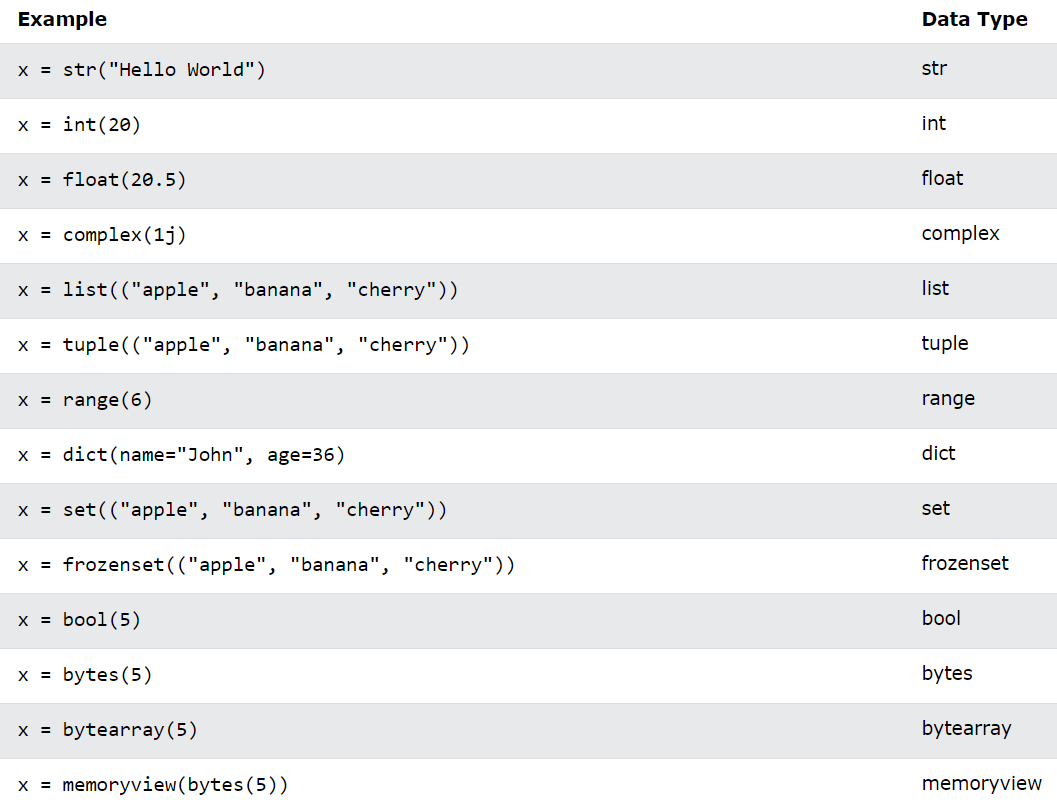 Example Data Type
x = str("Hello World") str
x = int(20) int
x = float(20.5) float
x = complex(1j) complex
x = list(("apple", "banana", "cherry")) list
x = tuple(("apple", "banana", "cherry")) tuple
x = range(6) range
x = dict(name="John", age=36) dict
x = set(("apple", "banana", "cherry")) set
x = frozenset(("apple", "banana", "cherry")) frozenset
x = bool(5) bool
x = bytes(5) bytes
x = bytearray(5) bytearray
x = memoryview(bytes(5)) memoryview